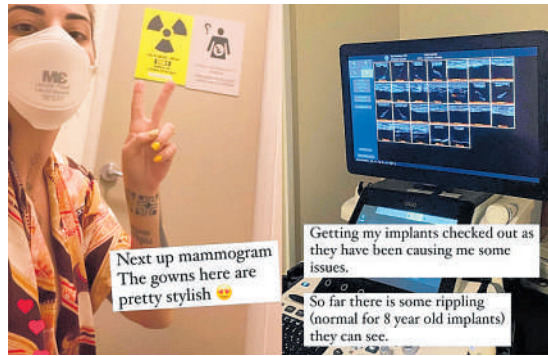 Next up mammogram
The gowns here are
pretty stylish 😍
Getting my implants checked out as
they have been causing me some
issues.
So far there is some rippling
(normal for 8 year old implants)
they can see.